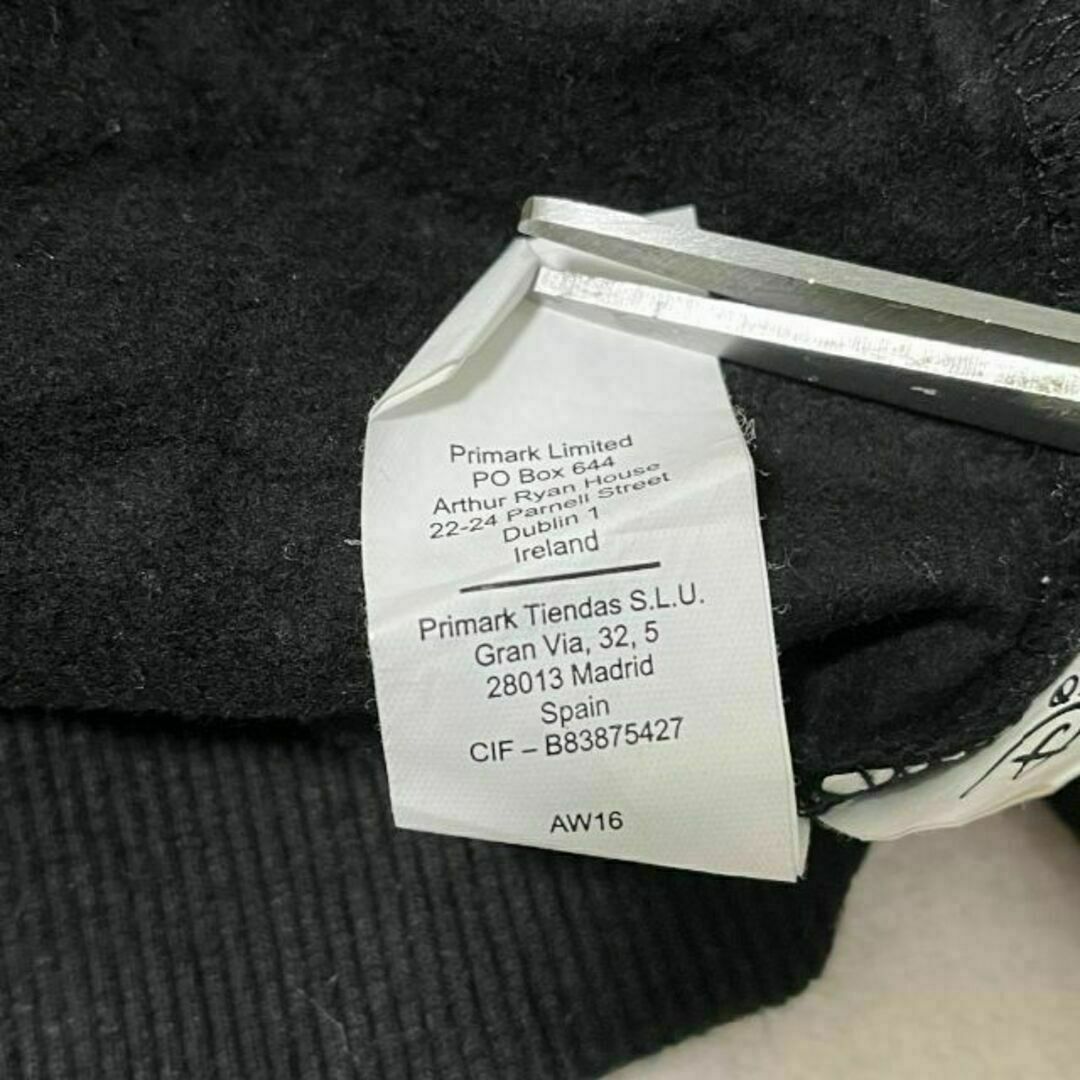 Primark Limited
PO Box 644
Arthur Ryan House
22-24 Parnell Street
Dublin 1
Ireland
Primark Tiendas S.L.U.
Gran Via, 32, 5
28013 Madrid
Spain
CIF – B83875427
AW16